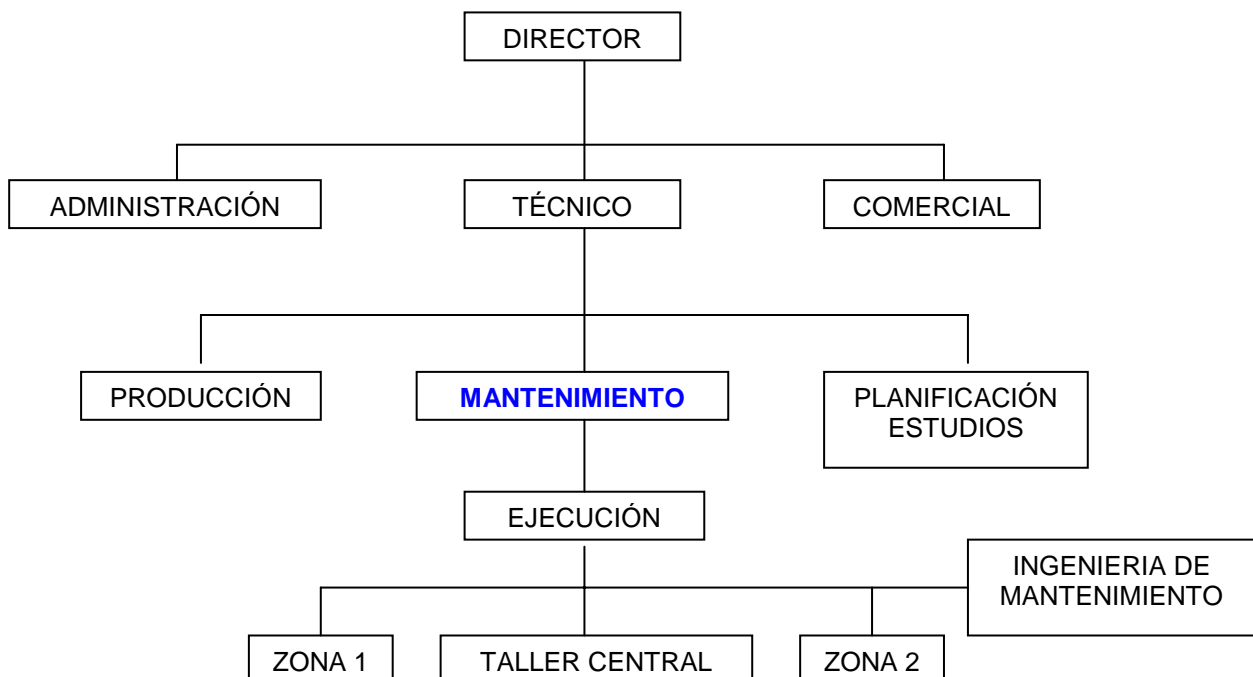 DIRECTOR
ADMINISTRACIÓN
TÉCNICO
COMERCIAL
PRODUCCIÓN
MANTENIMIENTO
PLANIFICACIÓN
ESTUDIOS
EJECUCIÓN
INGENIERIA DE
MANTENIMIENTO
ZONA 1
TALLER CENTRAL
ZONA 2